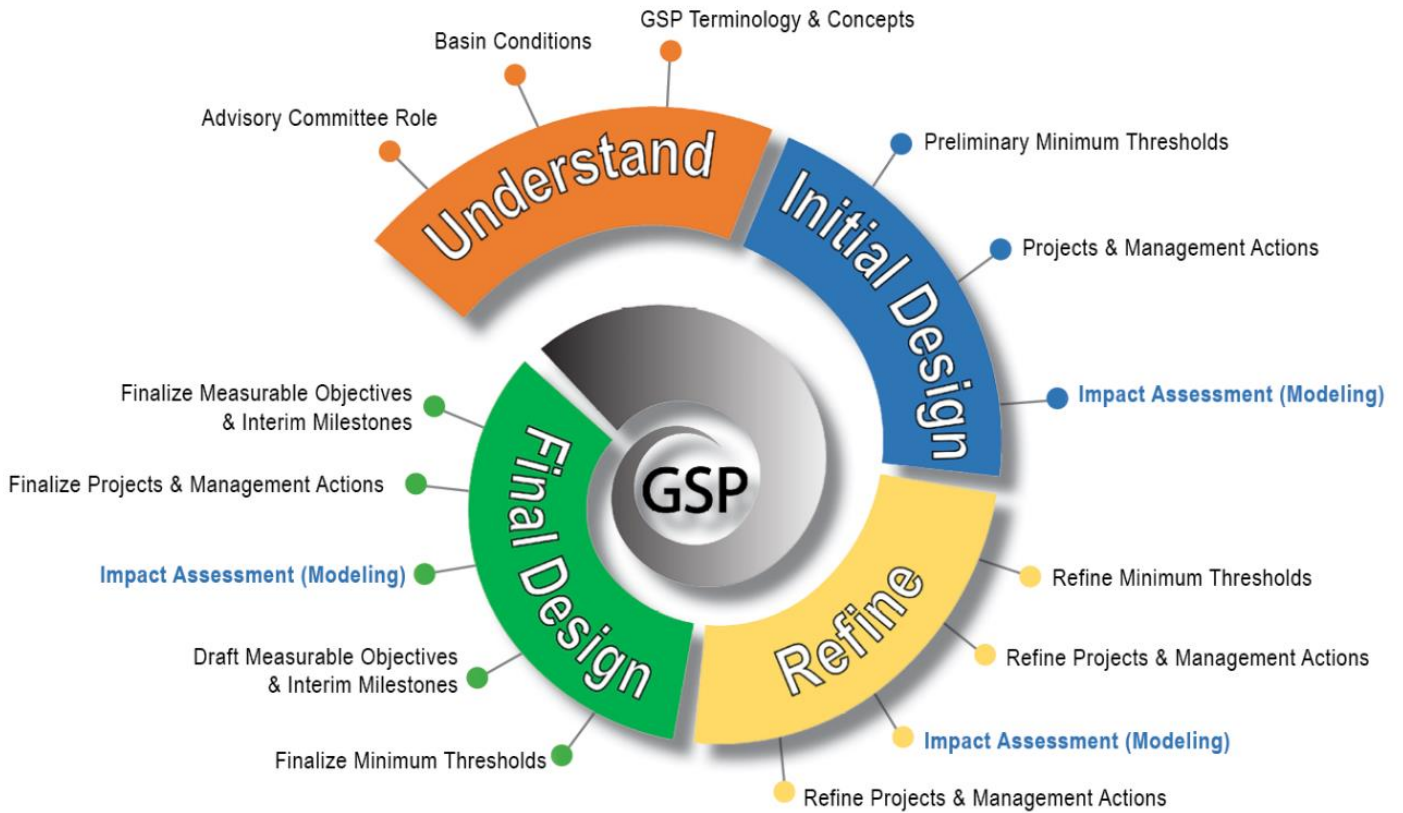 GSP Terminology & Concepts
Basin Conditions
Advisory Committee Role
Understand
Initial Design
Preliminary Minimum Thresholds
Projects & Management Actions
Impact Assessment (Modeling)
Refine
Refine Minimum Thresholds
Refine Projects & Management Actions
Impact Assessment (Modeling)
Refine Projects & Management Actions
Final Design
Finalize Measurable Objectives
& Interim Milestones
Finalize Projects & Management Actions
Impact Assessment (Modeling)
Draft Measurable Objectives
& Interim Milestones
Finalize Minimum Thresholds
GSP